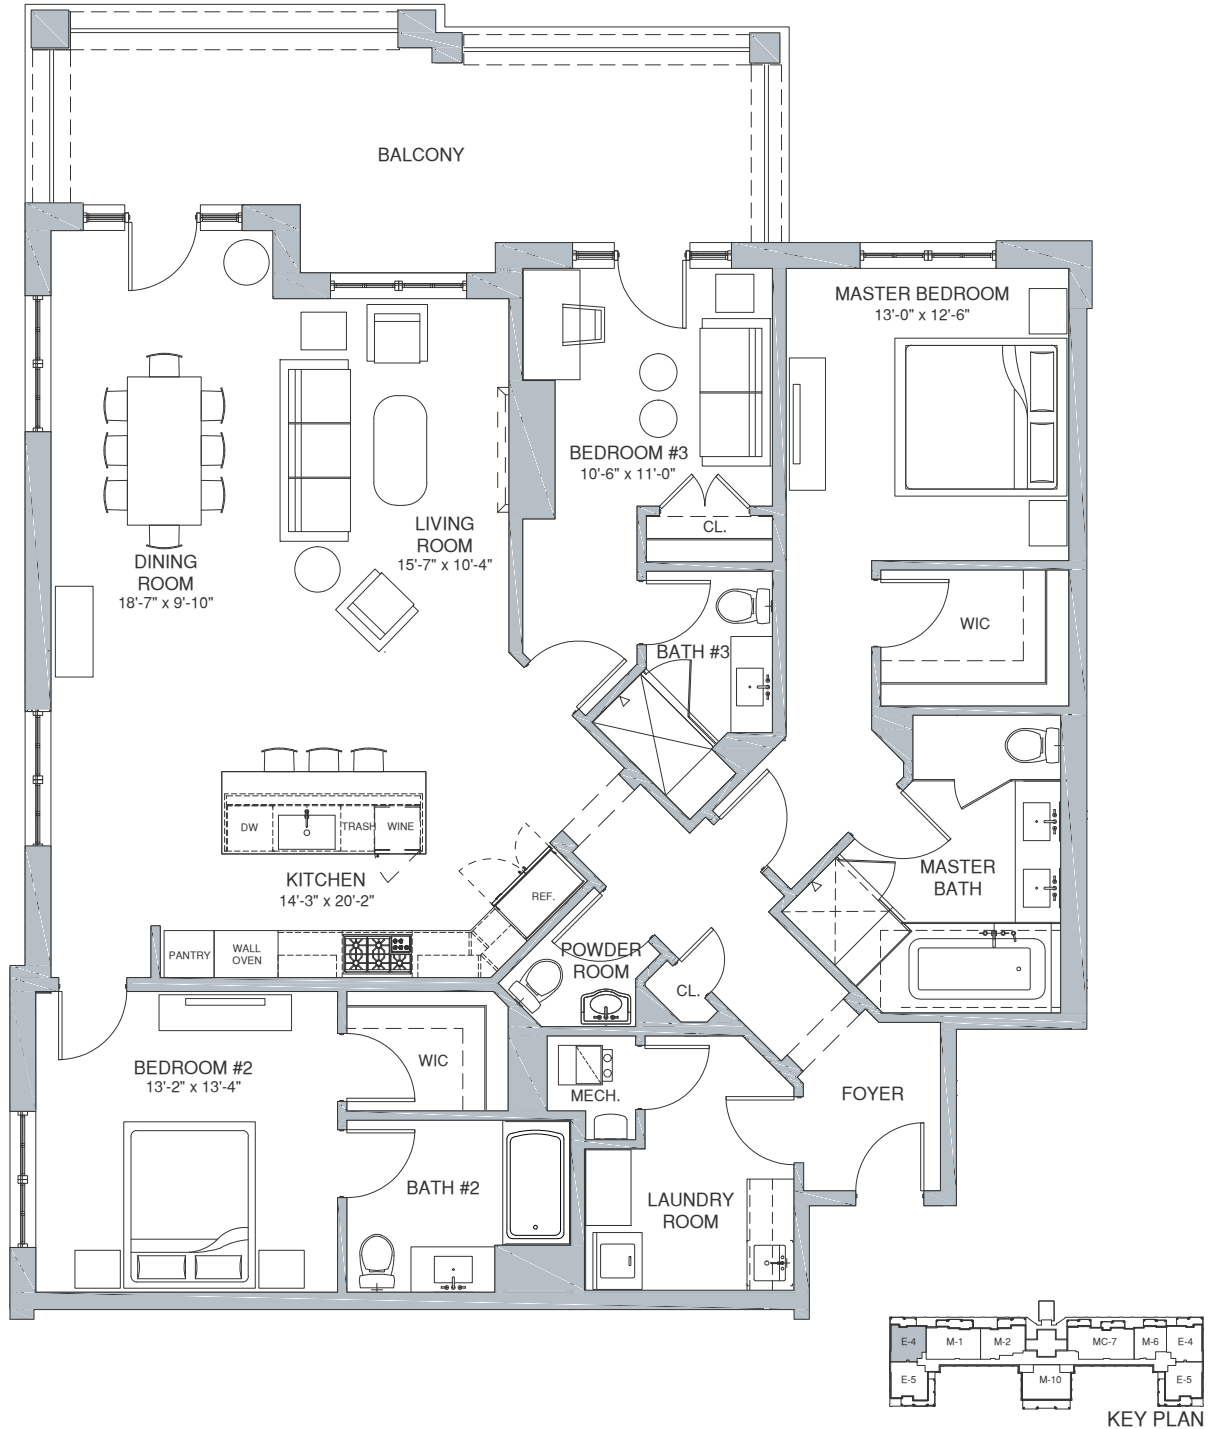 BALCONY
MASTER BEDROOM
13'-0" x 12'-6"
BEDROOM #3
10'-6" x 11'-0"
CL.
LIVING
ROOM
15'-7" x 10'-4"
DINING
ROOM
18'-7" x 9'-10"
WIC
BATH #3
DW
TRASH
WINE
MASTER
BATH
KITCHEN
14'-3" x 20'-2"
REF.
PANTRY
WALL
OVEN
POWDER
ROOM
CL.
BEDROOM #2
13'-2" x 13'-4"
WIC
MECH.
FOYER
BATH #2
LAUNDRY
ROOM
E-4
M-1
M-2
MC-7
M-6
E-4
E-5
M-10
E-5
KEY PLAN